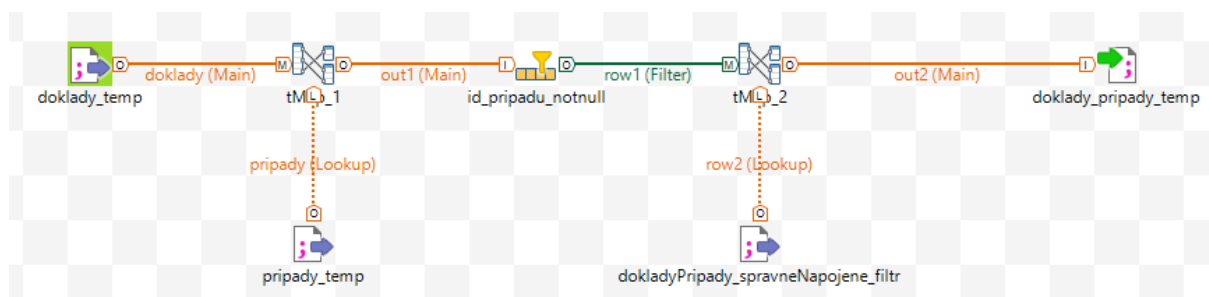 doklady (Main)
out1 (Main)
row1 (Filter)
out2 (Main)
doklady_temp
id_pripadu_notnull
doklady_pripady_temp
pripady (Lookup)
row2 (Lookup)
pripady_temp
dokladyPripady_spravneNapojene_filtr